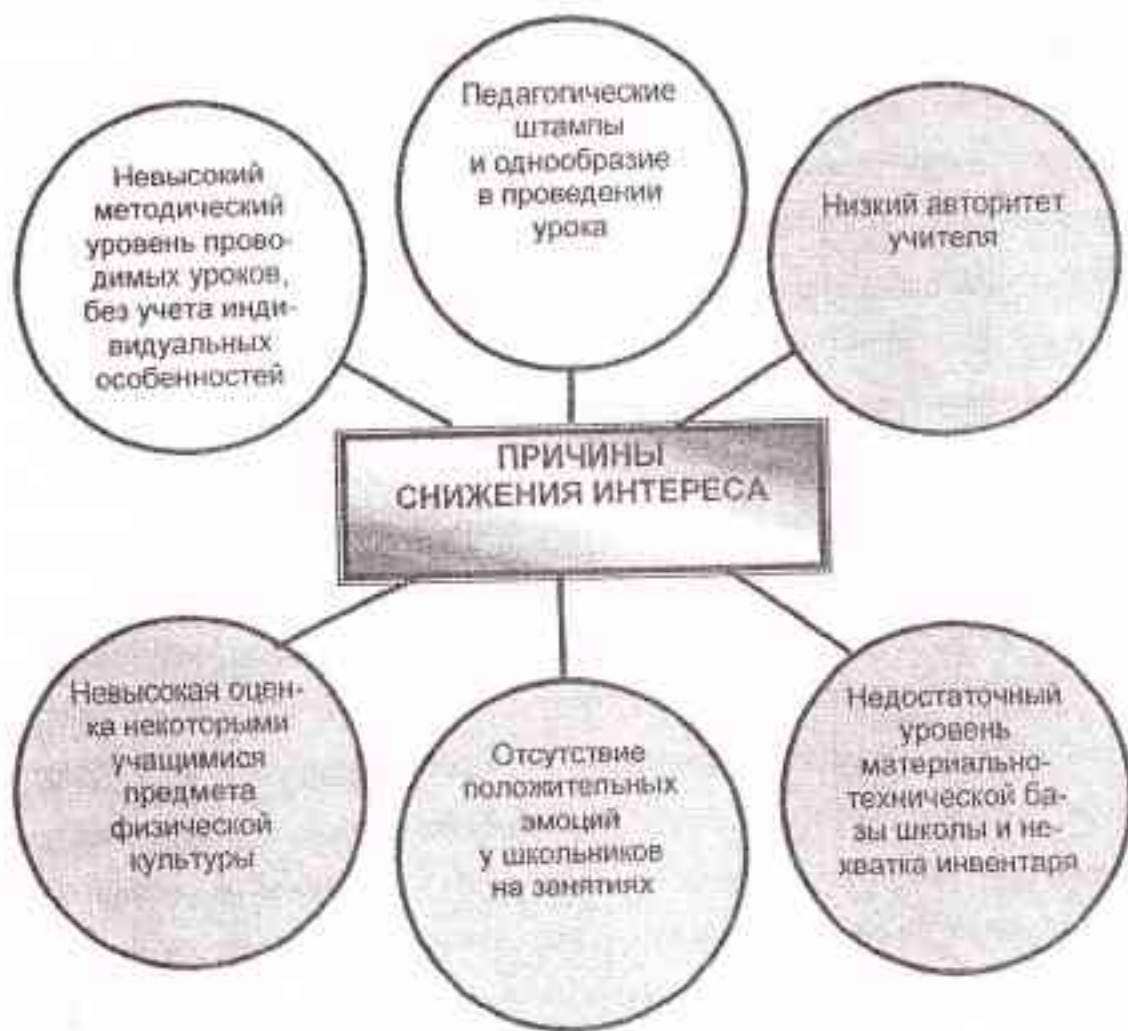 Педагогические
штампы
и однообразие
в проведении
урока
Невысокий
методический
уровень прово-
димых уроков,
без учета инди-
видуальных
особенностей
Низкий авторитет
учителя
ПРИЧИНЫ
СНИЖЕНИЯ ИНТЕРЕСА
Невысокая оцен-
ка некоторыми
учащимися
предмета
физической
культуры
Отсутствие
положительных
эмоций
у школьников
на занятиях
Недостаточный
уровень
материально-
технической ба-
зы школы и не-
хватка инвентаря